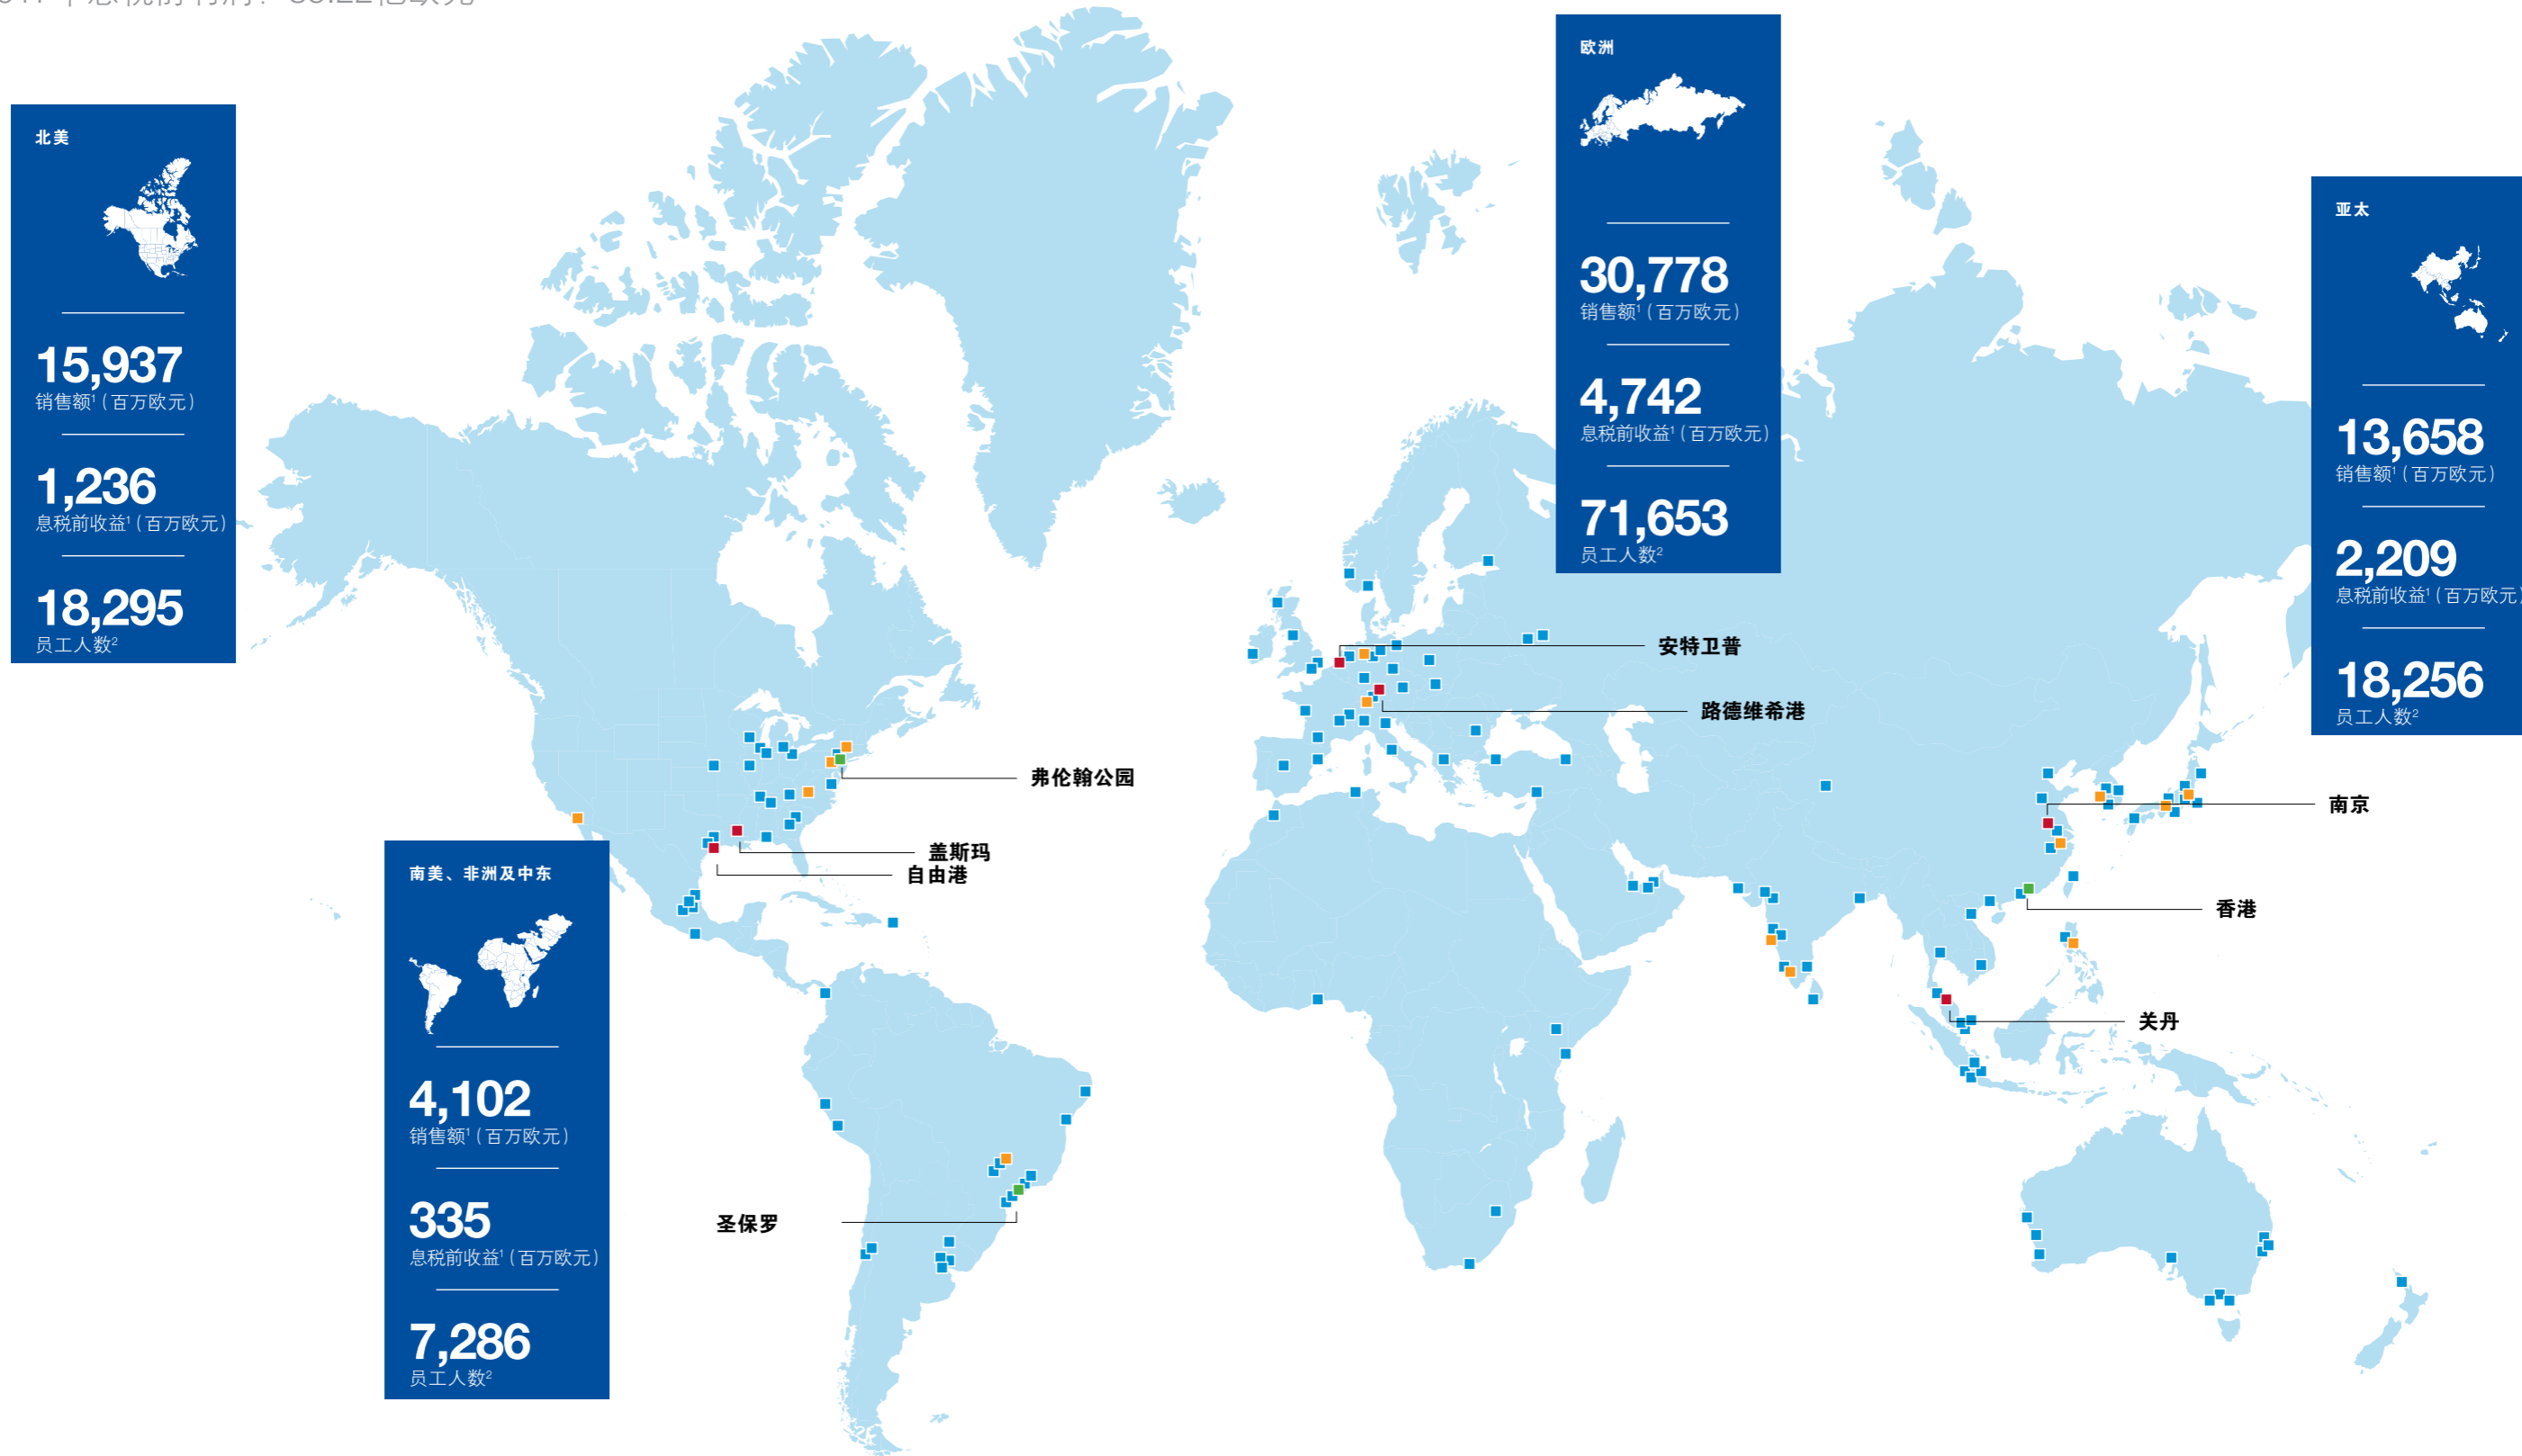 北美
15,937
销售额¹（百万欧元）
1,236
息税前收益¹（百万欧元）
18,295
员工人数²
欧洲
30,778
销售额¹（百万欧元）
4,742
息税前收益¹（百万欧元）
71,653
员工人数²
亚太
13,658
销售额¹（百万欧元）
2,209
息税前收益¹（百万欧元）
18,256
员工人数²
南美、非洲及中东
4,102
销售额¹（百万欧元）
335
息税前收益¹（百万欧元）
7,286
员工人数²
安特卫普
路德维希港
弗伦翰公园
盖斯玛
自由港
南京
香港
关丹
圣保罗